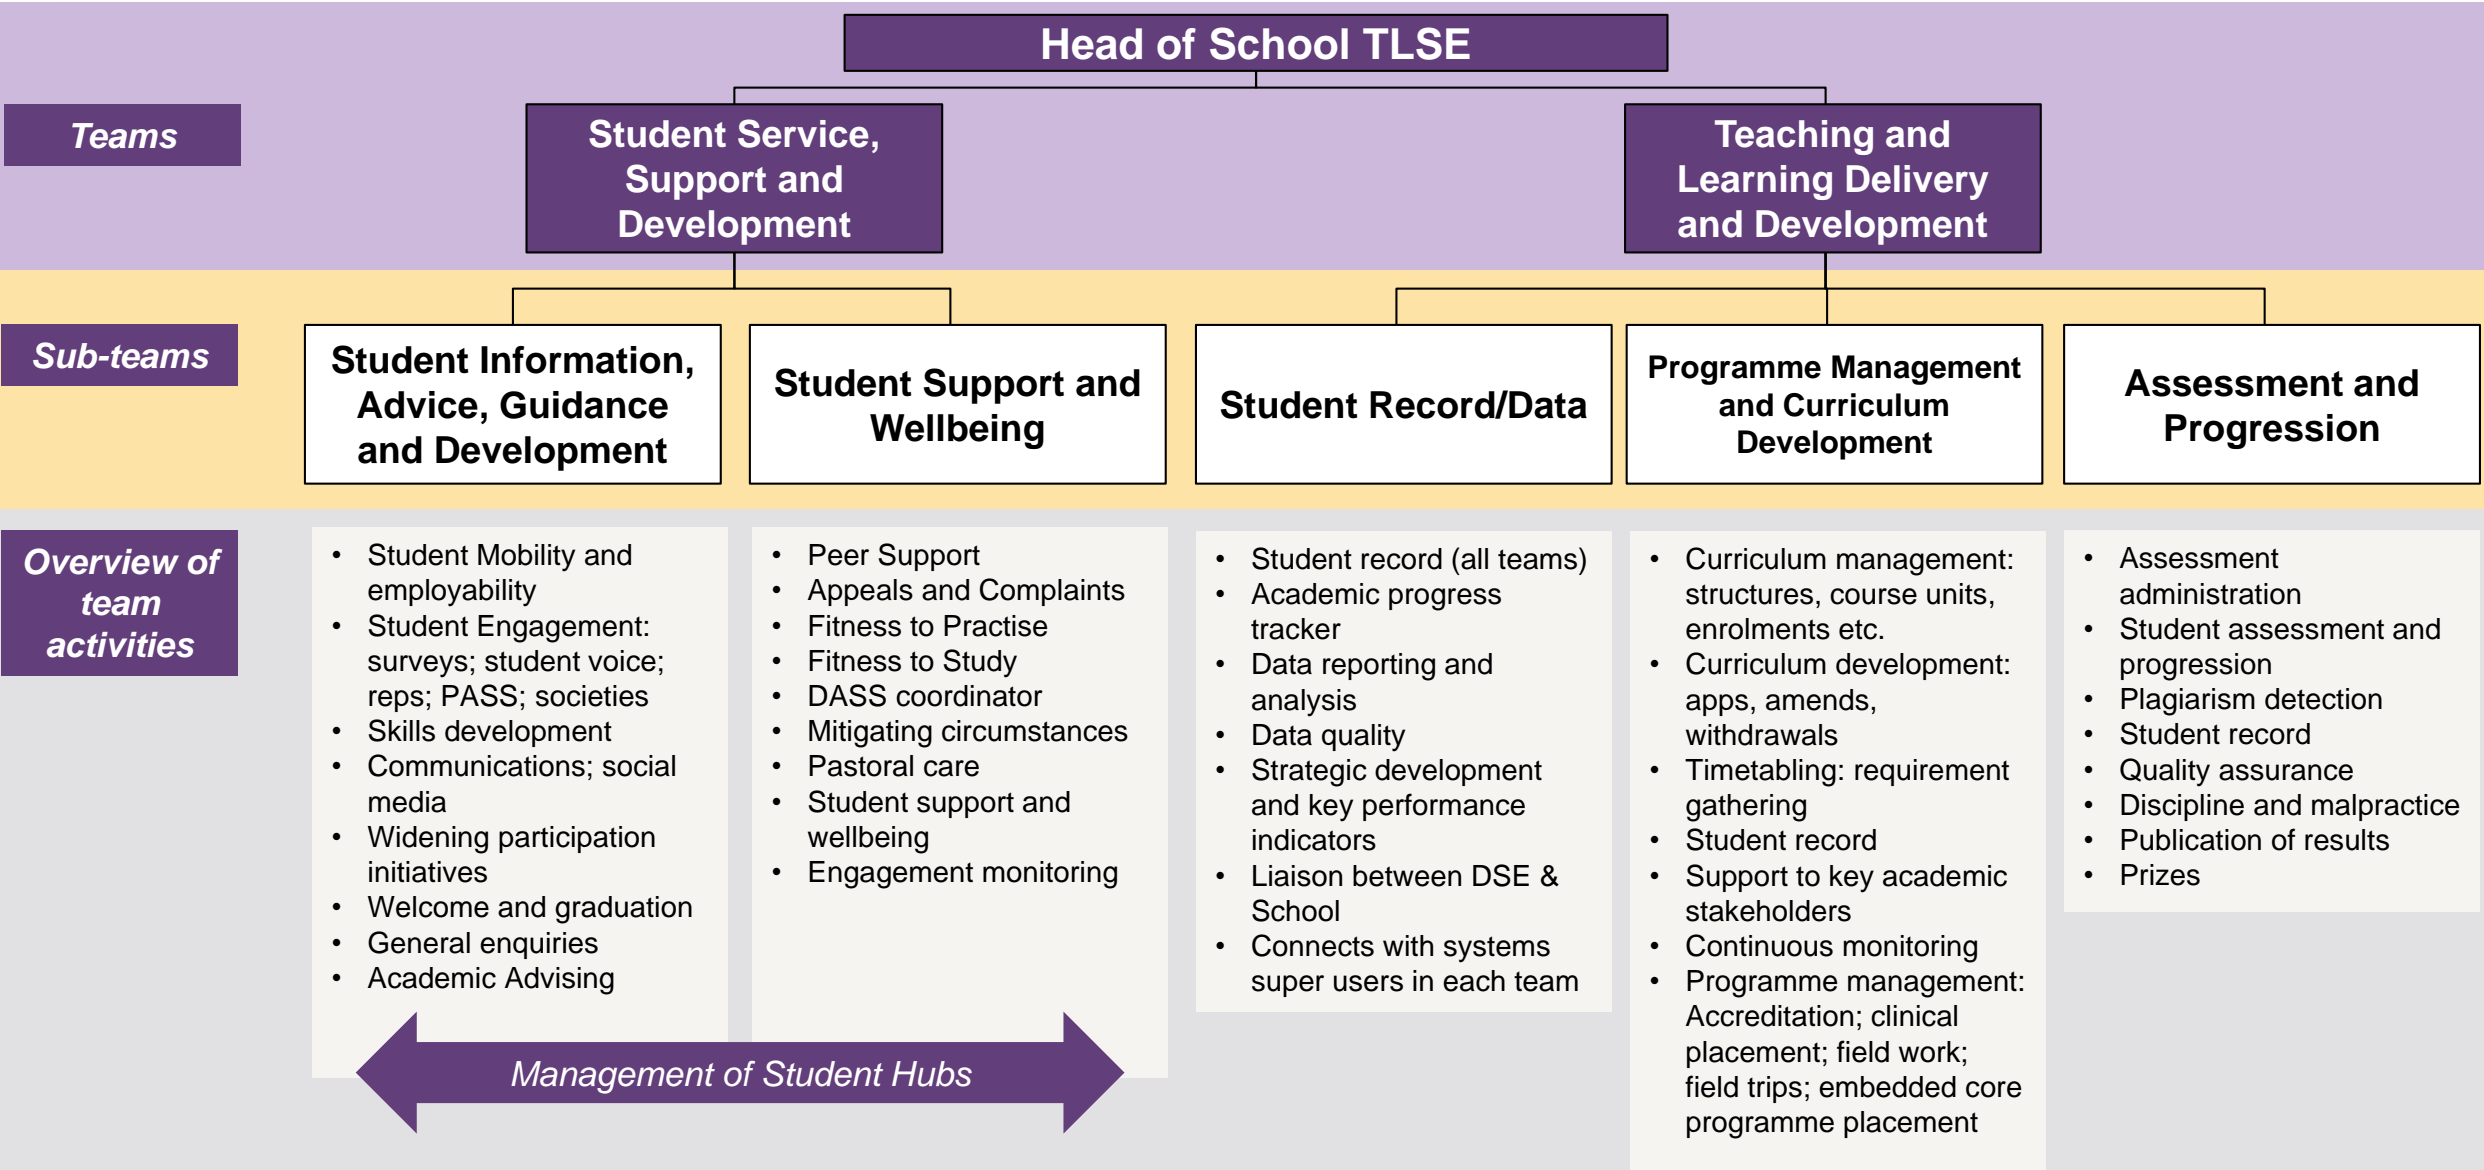 Head of School TLSE
Teams
Student Service,
Support and
Development
Teaching and
Learning Delivery
and Development
Sub-teams
Student Information,
Advice, Guidance
and Development
Student Support and
Wellbeing
Student Record/Data
Programme Management
and Curriculum
Development
Assessment and
Progression
Overview of
team
activities
• Student Mobility and
employability
• Student Engagement:
surveys; student voice;
reps; PASS; societies
• Skills development
• Communications; social
media
• Widening participation
initiatives
• Welcome and graduation
• General enquiries
• Academic Advising
• Peer Support
• Appeals and Complaints
• Fitness to Practise
• Fitness to Study
• DASS coordinator
• Mitigating circumstances
• Pastoral care
• Student support and
wellbeing
• Engagement monitoring
Management of Student Hubs
• Student record (all teams)
• Academic progress
tracker
• Data reporting and
analysis
• Data quality
• Strategic development
and key performance
indicators
• Liaison between DSE &
School
• Connects with systems
super users in each team
• Curriculum management:
structures, course units,
enrolments etc.
• Curriculum development:
apps, amends,
withdrawals
• Timetabling: requirement
gathering
• Student record
• Support to key academic
stakeholders
• Continuous monitoring
• Programme management:
Accreditation; clinical
placement; field work;
field trips; embedded core
programme placement
• Assessment
administration
• Student assessment and
progression
• Plagiarism detection
• Student record
• Quality assurance
• Discipline and malpractice
• Publication of results
• Prizes